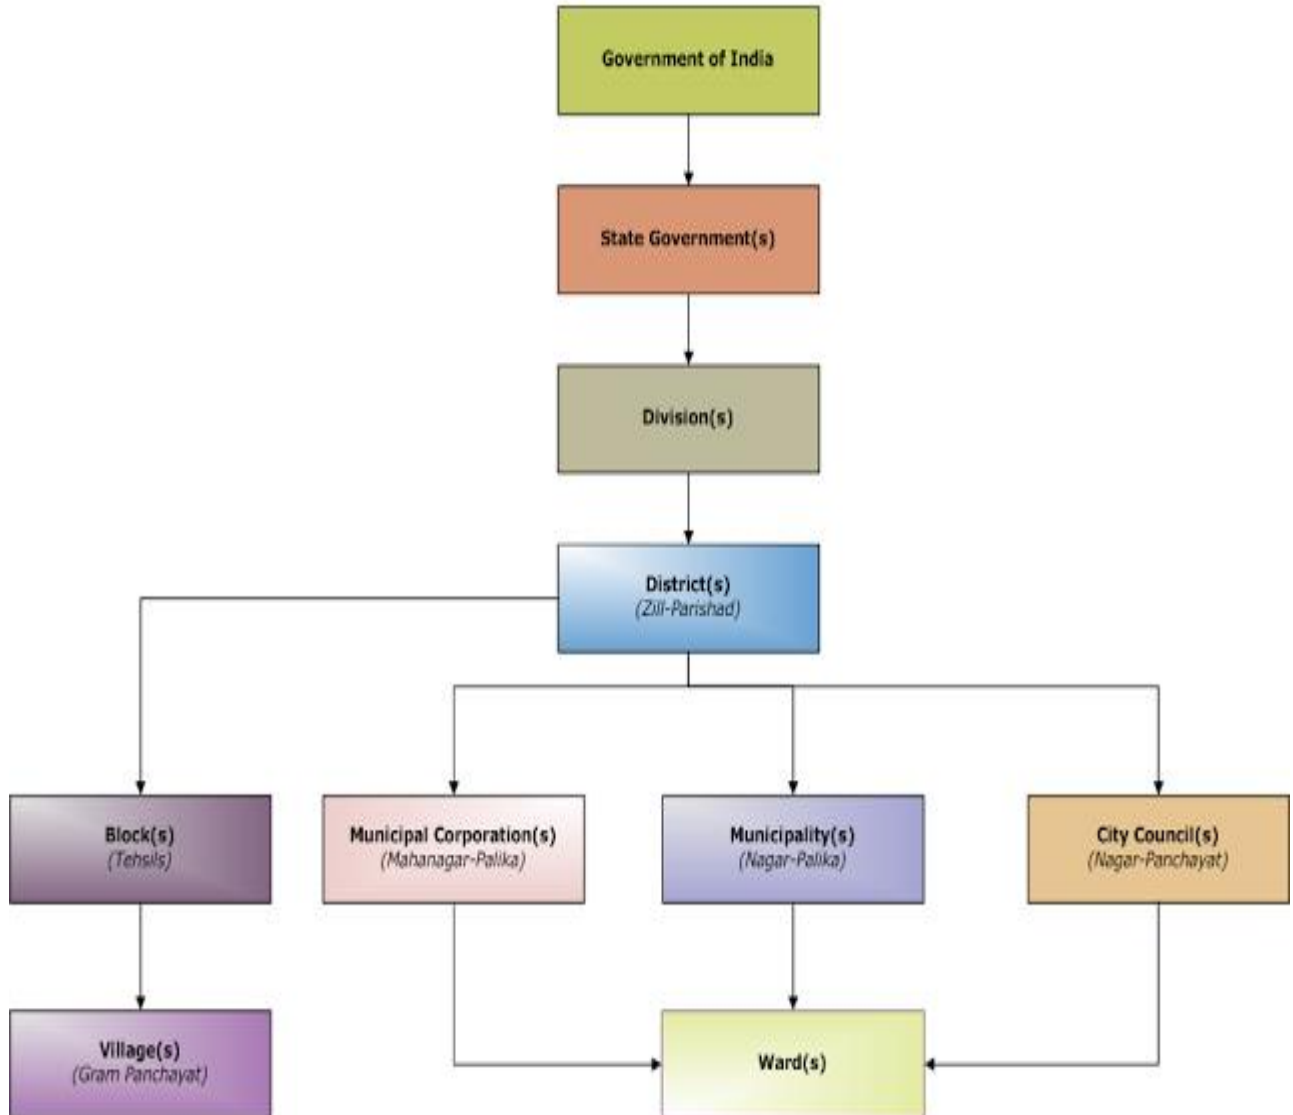 Government of India
State Government(s)
Division(s)
District(s)
(Zill-Parishad)
Block(s)
(Tehsils)
Municipal Corporation(s)
(Mahanagar-Palika)
Municipality(s)
(Nagar-Palika)
City Council(s)
(Nagar-Panchayat)
Village(s)
(Gram Panchayat)
Ward(s)